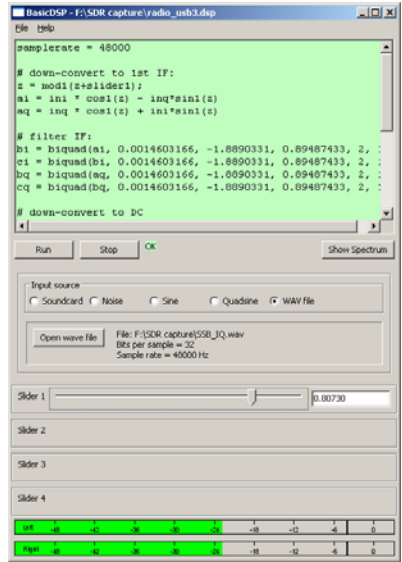 BasicDSP - F:\SDR capture\radio_usb3.dsp
File Help
samplerate = 48000
# down-convert to 1st IF:
z = mod1(z+slider1);
ai = ini * cos1(z) - inq*sin1(z)
aq = inq * cos1(z) + ini*sin1(z)
# filter IF:
bi = biquad(ai, 0.0014603166, -1.8890331, 0.89487433, 2,
ci = biquad(bi, 0.0014603166, -1.8890331, 0.89487433, 2,
bq = biquad(aq, 0.0014603166, -1.8890331, 0.89487433, 2,
cq = biquad(bq, 0.0014603166, -1.8890331, 0.89487433, 2,
# down-convert to DC
Run Stop OK Show Spectrum
Input source
Soundcard Noise Sine Quadsine WAV file
Open wave file
File: F:\SDR capture\SSB_IQ.wav
Bits per sample = 32
Sample rate = 48000 Hz
Slider 1 0.80730
Slider 2
Slider 3
Slider 4
Left -48 -42 -36 -30 -24 -18 -12 -6 0
Right -48 -42 -36 -30 -24 -18 -12 -6 0